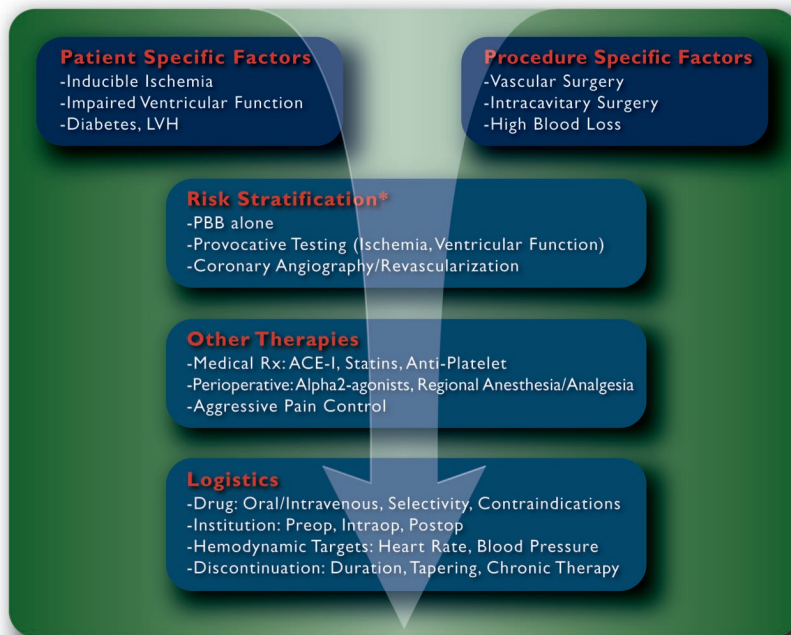 Patient Specific Factors
-Inducible Ischemia
-Impaired Ventricular Function
-Diabetes, LVH
Procedure Specific Factors
-Vascular Surgery
-Intracavitary Surgery
-High Blood Loss
Risk Stratification*
-PBB alone
-Provocative Testing (Ischemia, Ventricular Function)
-Coronary Angiography/Revascularization
Other Therapies
-Medical Rx: ACE-I, Statins, Anti-Platelet
-Perioperative: Alpha2-agonists, Regional Anesthesia/Analgesia
-Aggressive Pain Control
Logistics
-Drug: Oral/Intravenous, Selectivity, Contraindications
-Institution: Preop, Intraop, Postop
-Hemodynamic Targets: Heart Rate, Blood Pressure
-Discontinuation: Duration, Tapering, Chronic Therapy